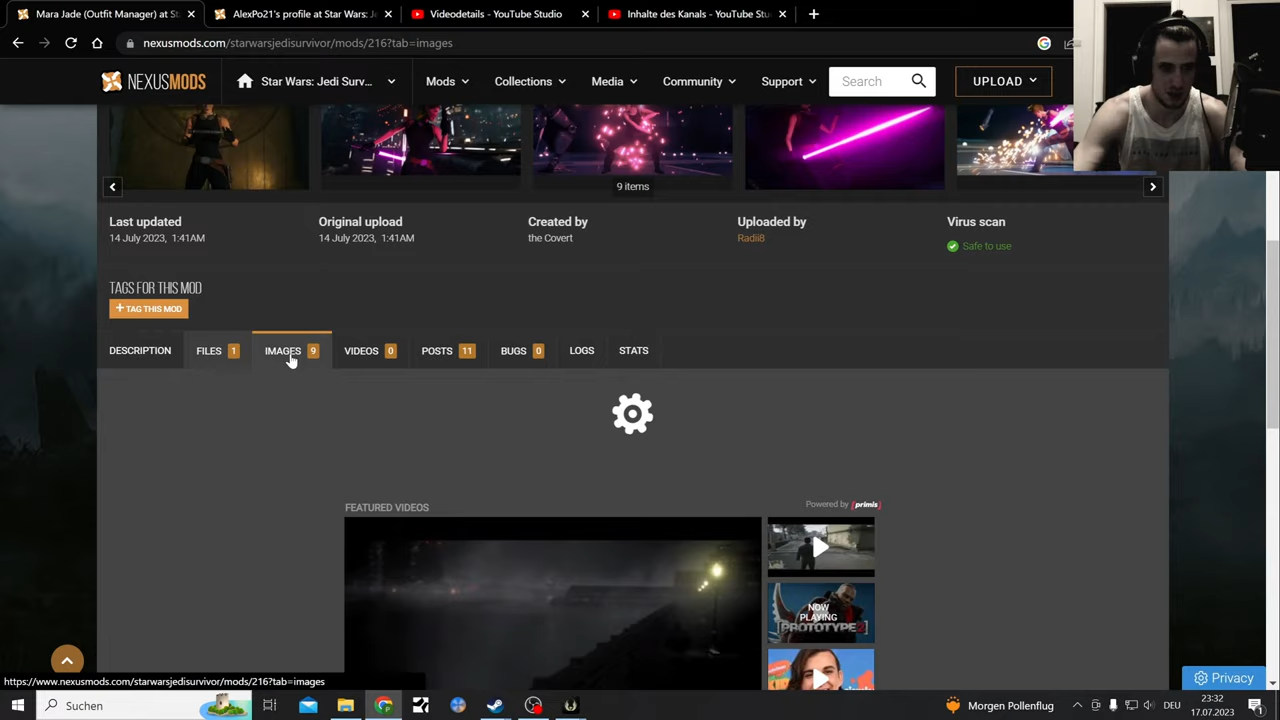 Mara Jade (Outfit Manager) at S
AlexPo21's profile at Star Wars: Je
Videodetails - YouTube Studio
Inhalte des Kanals - YouTube Stu
nexusmods.com/starwarsjedisurvivor/mods/216?tab=images
NEXUSMODS
Star Wars: Jedi Surv...
Mods
Collections
Media
Community
Support
Search
UPLOAD
9 items
Last updated
14 July 2023, 1:41AM
Original upload
14 July 2023, 1:41AM
Created by
the Covert
Uploaded by
Radii8
Virus scan
Safe to use
TAGS FOR THIS MOD
+ TAG THIS MOD
DESCRIPTION
FILES 1
IMAGES 9
VIDEOS 0
POSTS 11
BUGS 0
LOGS
STATS
FEATURED VIDEOS
Powered by [primis]
NOW PLAYING
PROTOTYPE2
Privacy
https://www.nexusmods.com/starwarsjedisurvivor/mods/216?tab=images
Suchen
Morgen Pollenflug
DEU
23:32
17.07.2023